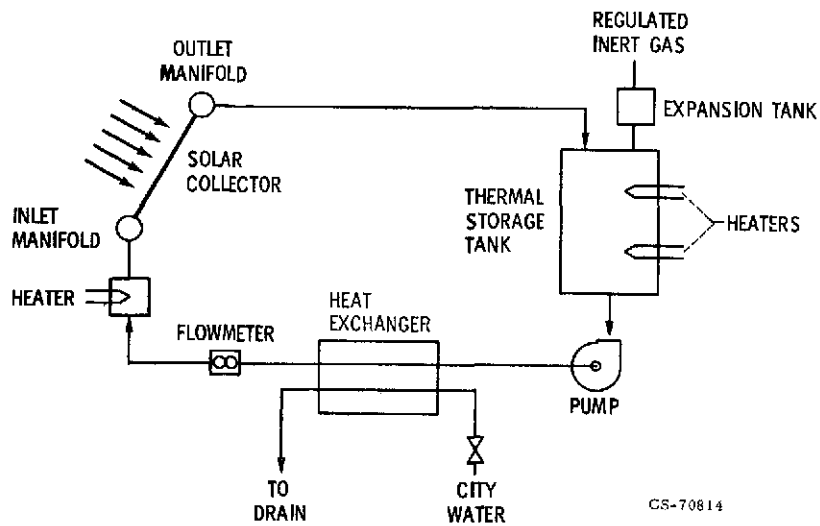 OUTLET
MANIFOLD
REGULATED
INERT GAS
EXPANSION TANK
SOLAR
COLLECTOR
INLET
MANIFOLD
THERMAL
STORAGE
TANK
HEATERS
HEATER
FLOWMETER
HEAT
EXCHANGER
PUMP
TO
DRAIN
CITY
WATER
CS-70814